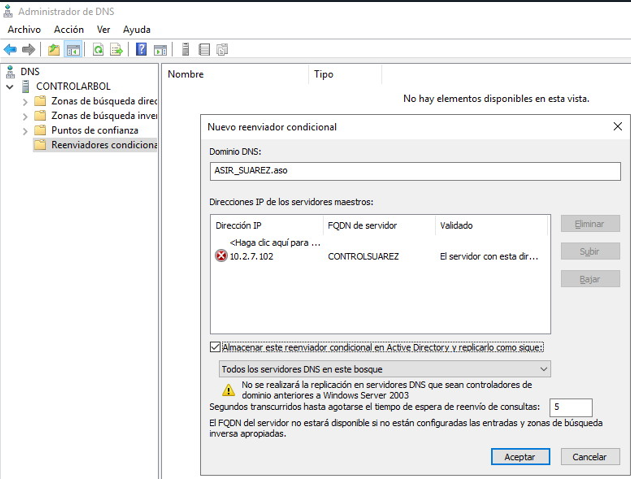 Administrador de DNS
Archivo Acción Ver Ayuda
DNS
CONTROLARBOL
Zonas de búsqueda direc
Zonas de búsqueda inver
Puntos de confianza
Reenviadores condiciona
Nombre Tipo
No hay elementos disponibles en esta vista.
Nuevo reenviador condicional
Dominio DNS:
ASIR_SUAREZ.aso
Direcciones IP de los servidores maestros:
Dirección IP FQDN de servidor Validado
<Haga clic aquí para ...
10.2.7.102 CONTROLSUAREZ El servidor con esta dir...
Eliminar
Subir
Bajar
Almacenar este reenviador condicional en Active Directory y replicarlo como sigue:
Todos los servidores DNS en este bosque
No se realizará la replicación en servidores DNS que sean controladores de
dominio anteriores a Windows Server 2003
Segundos transcurridos hasta agotarse el tiempo de espera de reenvío de consultas: 5
El FQDN del servidor no estará disponible si no están configuradas las entradas y zonas de búsqueda
inversa apropiadas.
Aceptar Cancelar